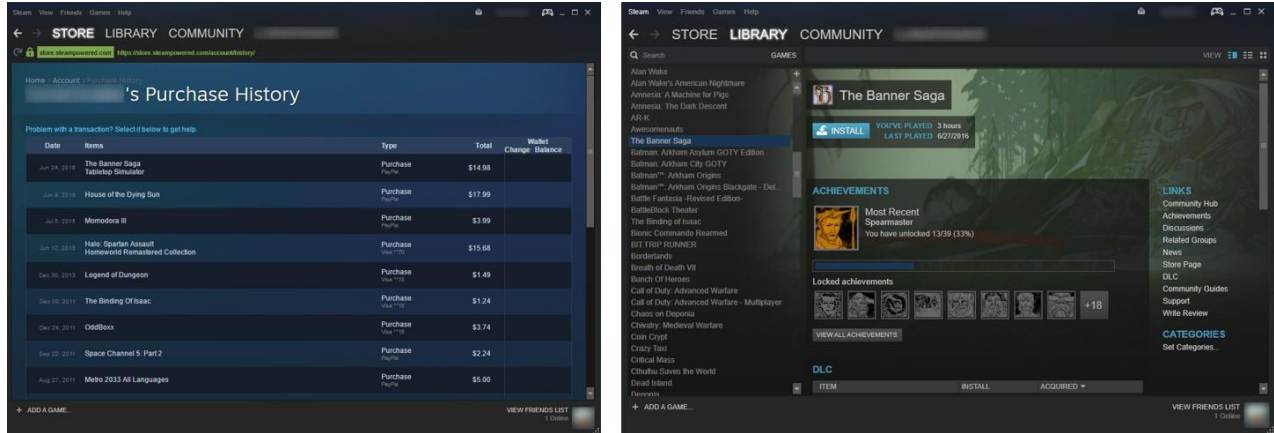 Steam View Friends Games Help
STORE LIBRARY COMMUNITY
store.steampowered.com https://store.steampowered.com/account/history/
Home › Account › Purchase History
's Purchase History
Problem with a transaction? Select it below to get help.
Date Items Type Total Wallet Change Balance
Jun 24, 2016 The Banner Saga Purchase $14.98
Tabletop Simulator PayPal
House of the Dying Sun Purchase $17.99
PayPal
Jul 5, 2015 Momodora III Purchase $3.99
PayPal
Jun 12, 2015 Halo: Spartan Assault Purchase $15.68
Homeworld Remastered Collection Visa
Dec 30, 2013 Legend of Dungeon Purchase $1.49
Visa
Dec 30, 2011 The Binding Of Isaac Purchase $1.24
Visa
Dec 24, 2011 OddBoxx Purchase $3.74
Visa
Sep 22, 2011 Space Channel 5: Part 2 Purchase $2.24
PayPal
Aug 27, 2011 Metro 2033 All Languages Purchase $5.00
PayPal
+ ADD A GAME... VIEW FRIENDS LIST
1 Online
Steam View Friends Games Help
STORE LIBRARY COMMUNITY
Search GAMES VIEW
Alan Wake
Alan Wake's American Nightmare
Amnesia: A Machine for Pigs
Amnesia: The Dark Descent
AR-K
Awesomenauts
The Banner Saga
Batman: Arkham Asylum GOTY Edition
Batman: Arkham City GOTY
Batman™: Arkham Origins
Batman™: Arkham Origins Blackgate - Del...
Battle Fantasia -Revised Edition-
BattleBlock Theater
The Binding of Isaac
Bionic Commando Rearmed
BIT.TRIP RUNNER
Borderlands
Breath of Death VII
Bunch Of Heroes
Call of Duty: Advanced Warfare
Call of Duty: Advanced Warfare - Multiplayer
Chaos on Deponia
Chivalry: Medieval Warfare
Coin Crypt
Crazy Taxi
Critical Mass
Cthulhu Saves the World
Dead Island
Deponia
The Banner Saga
INSTALL
YOU'VE PLAYED 3 hours
LAST PLAYED 6/27/2016
ACHIEVEMENTS
Most Recent
Spearmaster
You have unlocked 13/39 (33%)
Locked achievements
+18
VIEW ALL ACHIEVEMENTS
DLC
ITEM INSTALL ACQUIRED
LINKS
Community Hub
Achievements
Discussions
Related Groups
News
Store Page
DLC
Community Guides
Support
Write Review
CATEGORIES
Set Categories...
+ ADD A GAME... VIEW FRIENDS LIST
1 Online